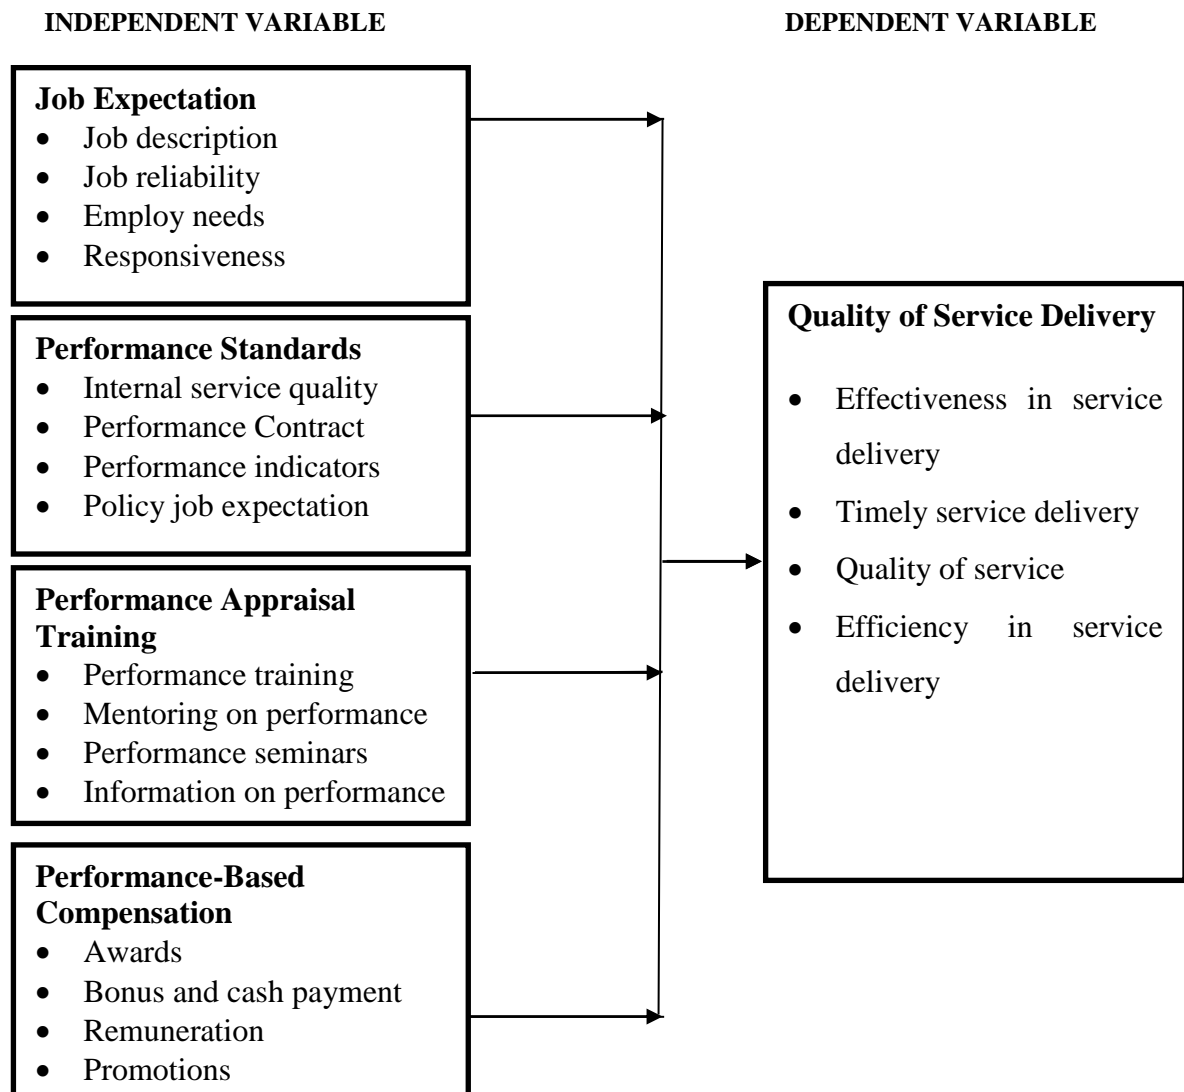 INDEPENDENT VARIABLE
DEPENDENT VARIABLE
Job Expectation
• Job description
• Job reliability
• Employ needs
• Responsiveness
Performance Standards
• Internal service quality
• Performance Contract
• Performance indicators
• Policy job expectation
Performance Appraisal
Training
• Performance training
• Mentoring on performance
• Performance seminars
• Information on performance
Performance-Based
Compensation
• Awards
• Bonus and cash payment
• Remuneration
• Promotions
Quality of Service Delivery
• Effectiveness in service
delivery
• Timely service delivery
• Quality of service
• Efficiency in service
delivery